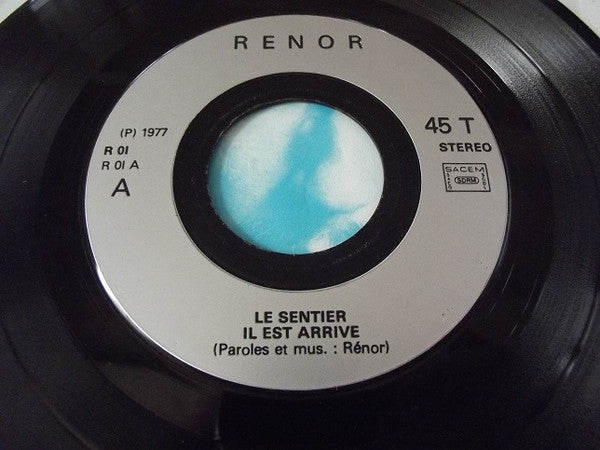 RENOR
(P) 1977
45 T
STEREO
R 01
R 01 A
A
SACEM
SDRM
LE SENTIER
IL EST ARRIVE
(Paroles et mus. : Rénor)